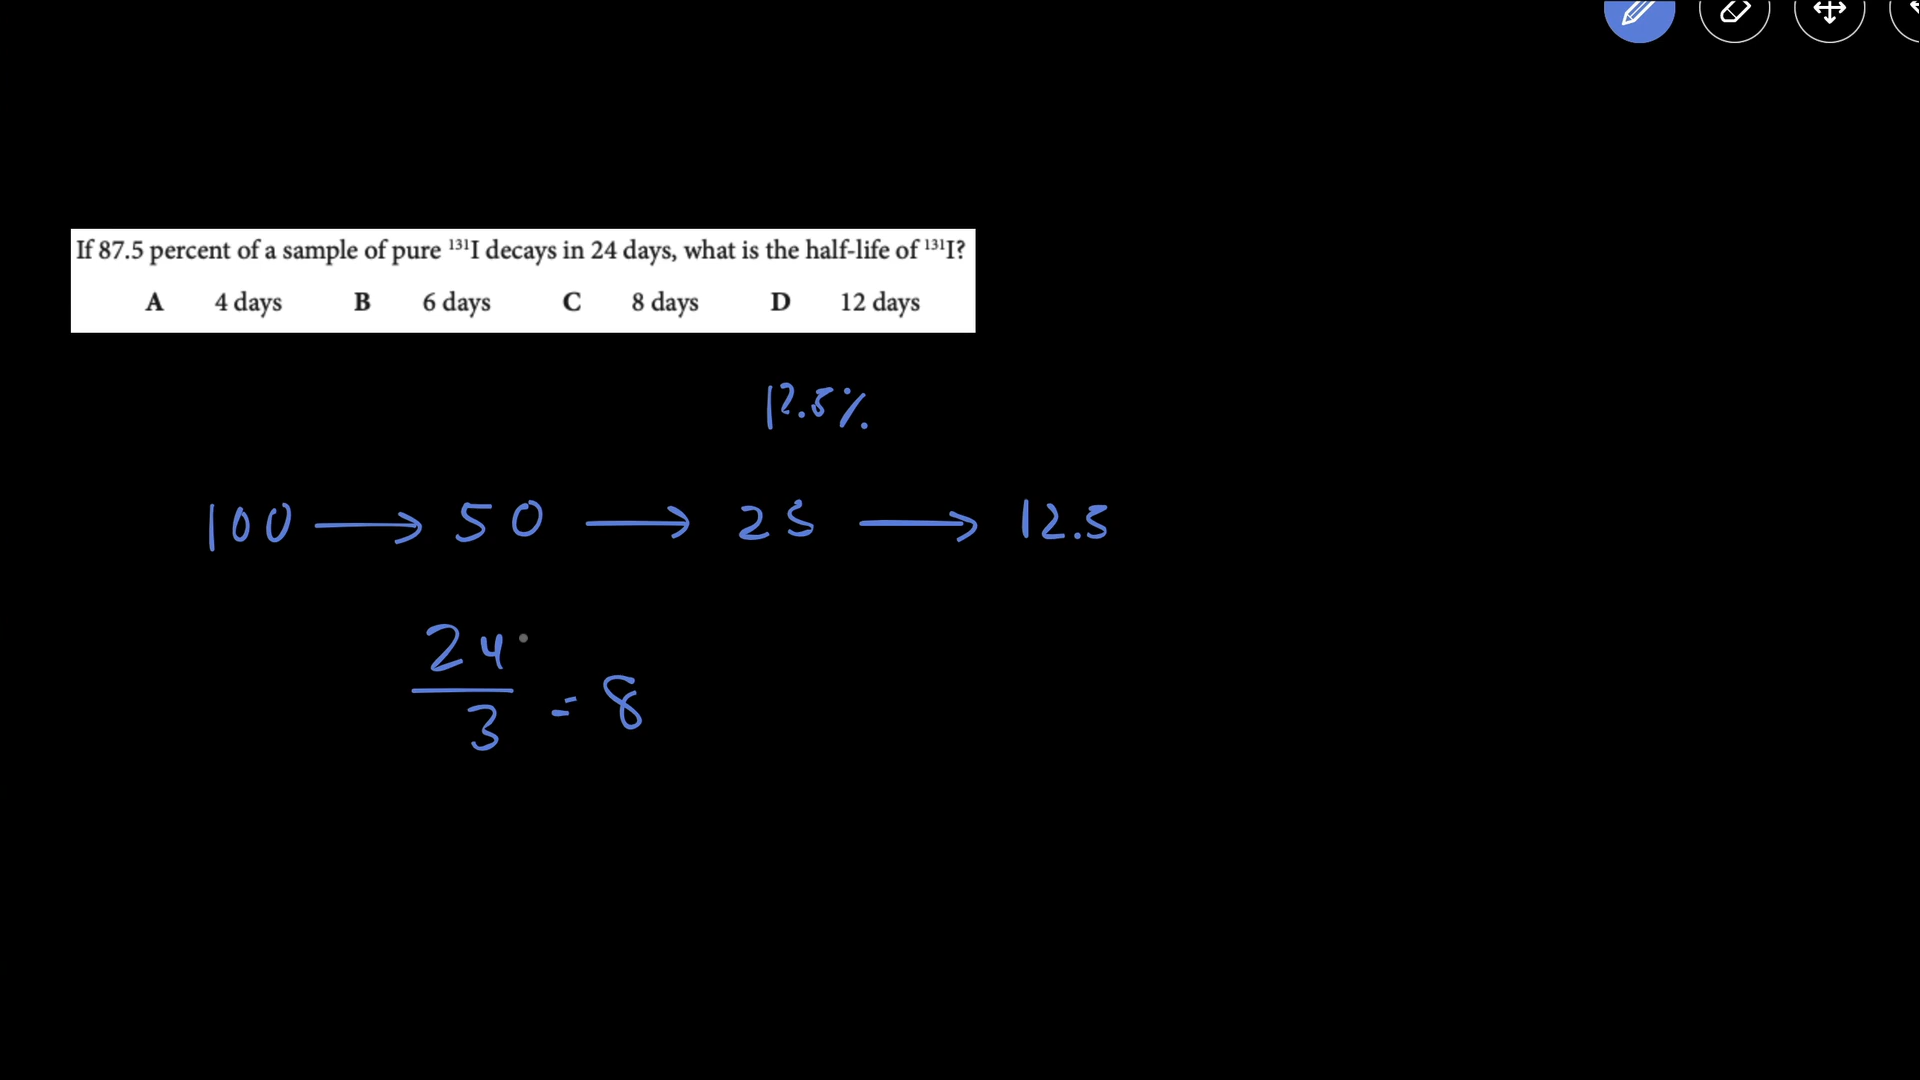 If 87.5 percent of a sample of pure ¹³¹I decays in 24 days, what is the half-life of ¹³¹I?
A 4 days B 6 days C 8 days D 12 days
12.5%
100 → 50 → 25 → 12.5
24
3 = 8